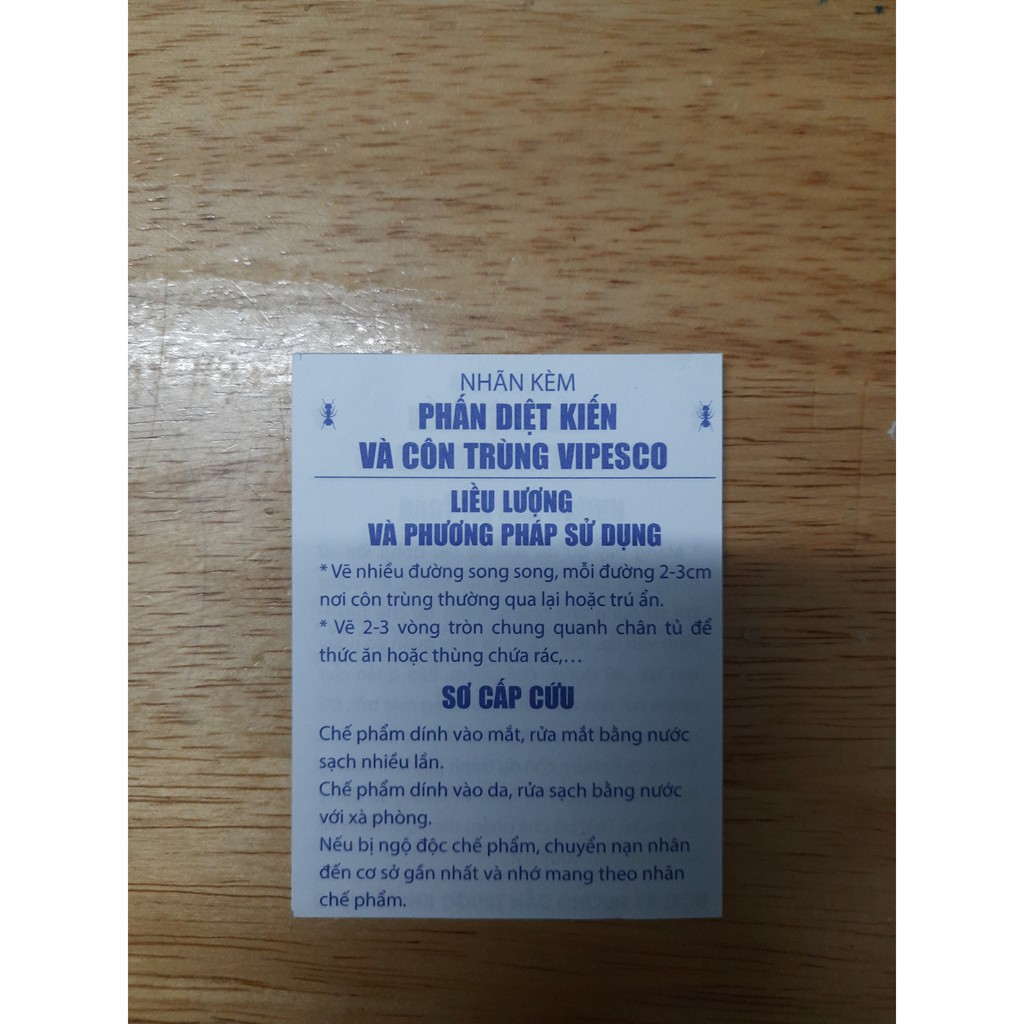 NHÃN KÈM
PHẤN DIỆT KIẾN
VÀ CÔN TRÙNG VIPESCO
LIỀU LƯỢNG
VÀ PHƯƠNG PHÁP SỬ DỤNG
* Vẽ nhiều đường song song, mỗi đường 2-3cm
nơi côn trùng thường qua lại hoặc trú ẩn.
* Vẽ 2-3 vòng tròn chung quanh chân tủ để
thức ăn hoặc thùng chứa rác,...
SƠ CẤP CỨU
Chế phẩm dính vào mắt, rửa mắt bằng nước
sạch nhiều lần.
Chế phẩm dính vào da, rửa sạch bằng nước
với xà phòng.
Nếu bị ngộ độc chế phẩm, chuyển nạn nhân
đến cơ sở gần nhất và nhớ mang theo nhãn
chế phẩm.